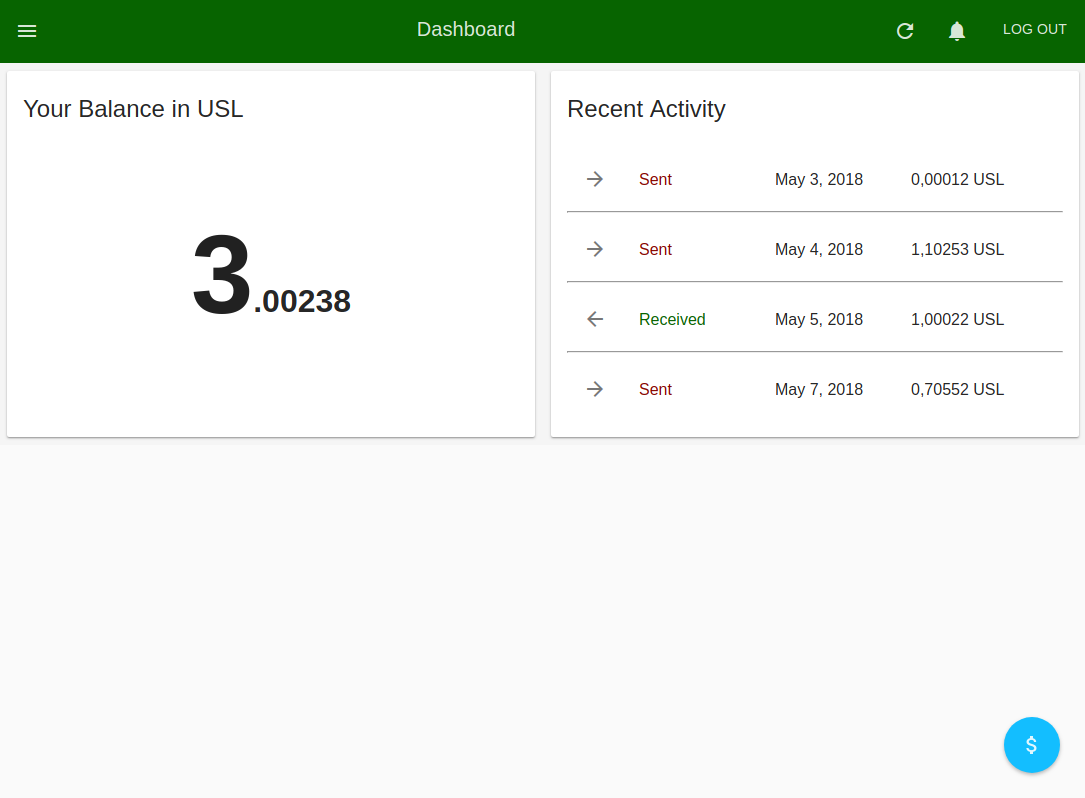 Dashboard
LOG OUT
Your Balance in USL
3.00238
Recent Activity
Sent May 3, 2018 0,00012 USL
Sent May 4, 2018 1,10253 USL
Received May 5, 2018 1,00022 USL
Sent May 7, 2018 0,70552 USL
$